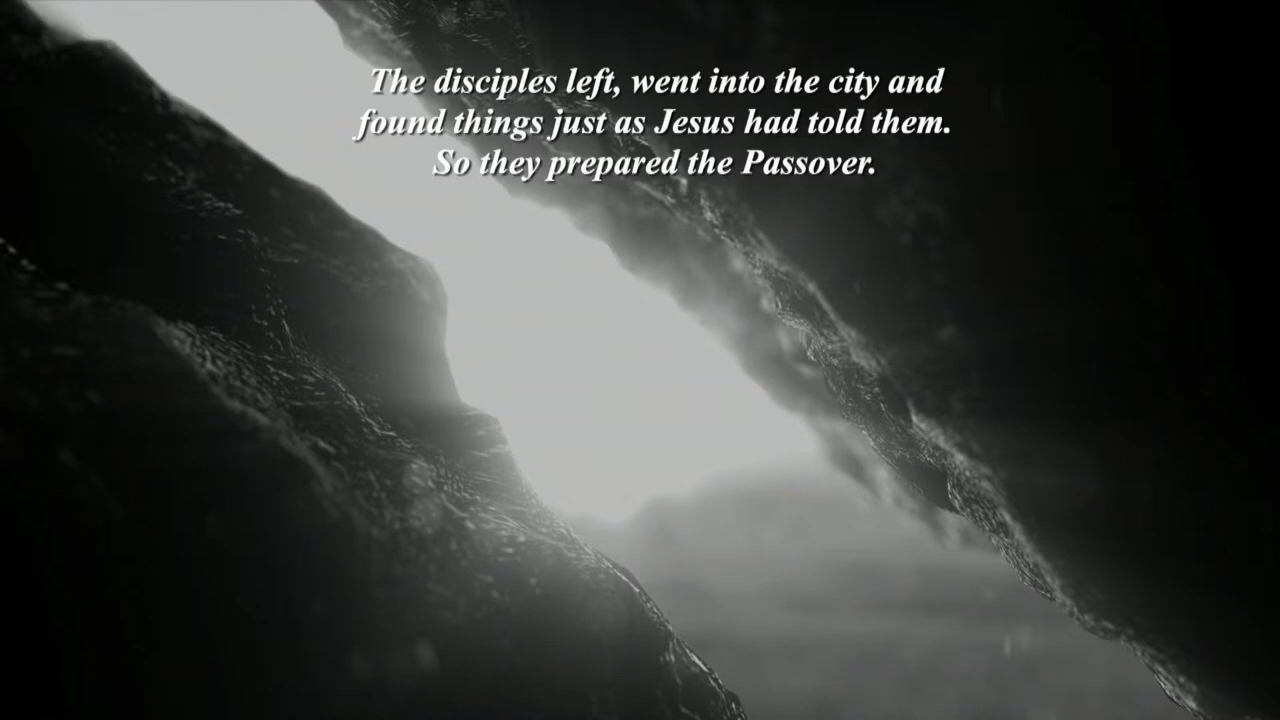 The disciples left, went into the city and
found things just as Jesus had told them.
So they prepared the Passover.